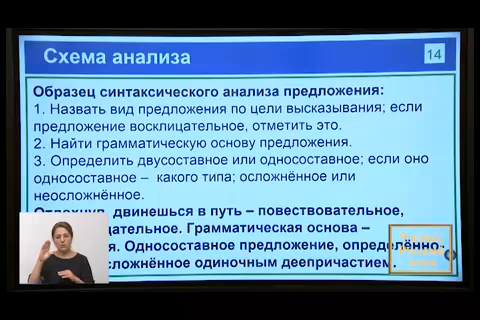 Схема анализа
14
Образец синтаксического анализа предложения:
1. Назвать вид предложения по цели высказывания; если
предложение восклицательное, отметить это.
2. Найти грамматическую основу предложения.
3. Определить двусоставное или односоставное; если оно
односоставное – какого типа; осложнённое или
неосложнённое.
Отдохнув, двинешься в путь – повествовательное,
Грамматическая основа –
Односоставное предложение, определённо-
одиночным деепричастием.